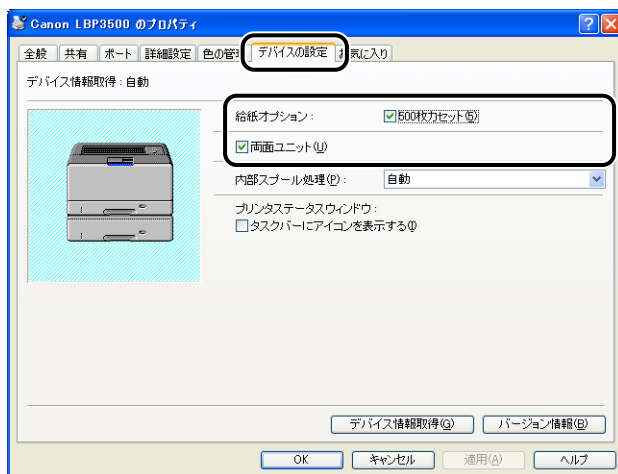 Canon LBP3500 のプロパティ
全般 共有 ポート 詳細設定 色の管 デバイスの設定 気に入り
デバイス情報取得：自動
給紙オプション： 500枚カセット(5)
両面ユニット(U)
内部スプール処理(P)： 自動
プリンタステータスウィンドウ：
タスクバーにアイコンを表示する(I)
デバイス情報取得(G) バージョン情報(B)
OK キャンセル 適用(A) ヘルプ